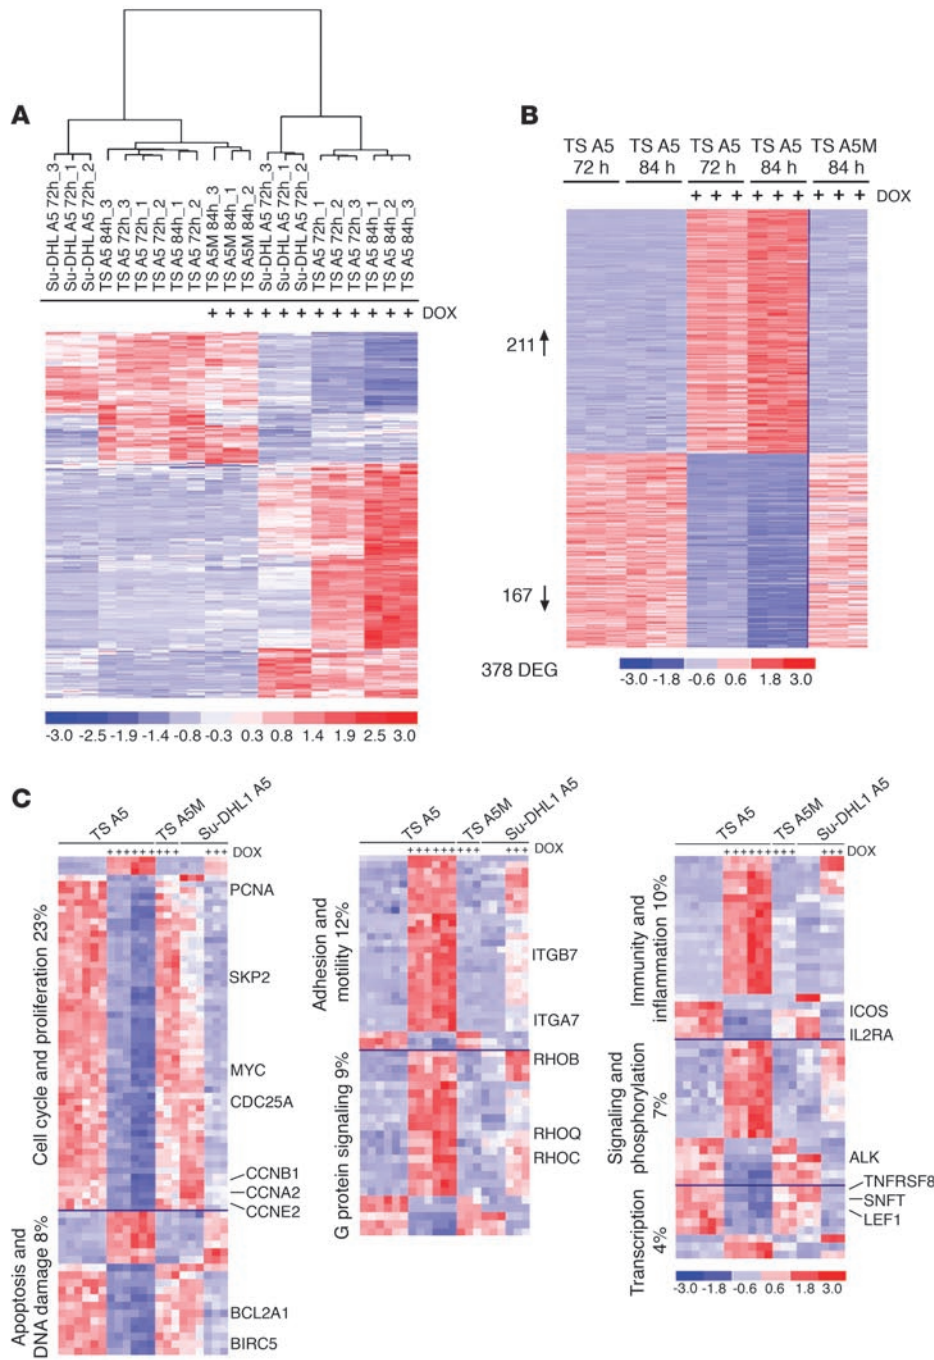 A
Su-DHL A5 72h_3
Su-DHL A5 72h_1
Su-DHL A5 72h_2
TS A5 84h_3
TS A5 72h_3
TS A5 72h_1
TS A5 72h_2
TS A5 84h_1
TS A5 72h_2
TS A5M 84h_3
TS A5M 84h_1
TS A5M 84h_2
Su-DHL A5 72h_3
Su-DHL A5 72h_1
Su-DHL A5 72h_2
TS A5 72h_1
TS A5 72h_2
TS A5 72h_3
TS A5 84h_1
TS A5 84h_2
TS A5 84h_3
+ + + + + + + + + + + + DOX
-3.0 -2.5 -1.9 -1.4 -0.8 -0.3 0.3 0.8 1.4 1.9 2.5 3.0
B
TS A5 TS A5 TS A5 TS A5 TS A5M
72 h 84 h 72 h 84 h 84 h
+ + + + + + + + + DOX
211
167
378 DEG
-3.0 -1.8 -0.6 0.6 1.8 3.0
C
TS A5
TS A5M
Su-DHL1 A5
+++++++++ +++ DOX
Cell cycle and proliferation 23%
PCNA
SKP2
MYC
CDC25A
CCNB1
CCNA2
CCNE2
Apoptosis and
DNA damage 8%
BCL2A1
BIRC5
TS A5
TS A5M
Su-DHL1 A5
+++++++++ +++ DOX
Adhesion and
motility 12%
ITGB7
ITGA7
G protein signaling 9%
RHOB
RHOQ
RHOC
TS A5
TS A5M
Su-DHL1 A5
+++++++++ +++ DOX
Immunity and
inflammation 10%
ICOS
IL2RA
Signaling and
phosphorylation
7%
ALK
TNFRSF8
SNFT
LEF1
Transcription
4%
-3.0 -1.8 -0.6 0.6 1.8 3.0